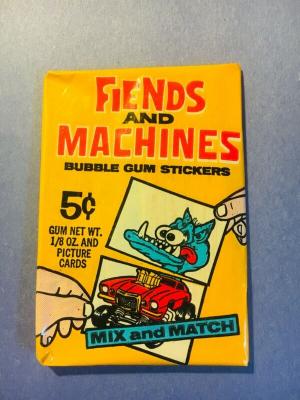 FIENDS
AND
MACHINES
BUBBLE GUM STICKERS
5¢
GUM NET WT.
1/8 OZ. AND
PICTURE
CARDS
MIX and MATCH